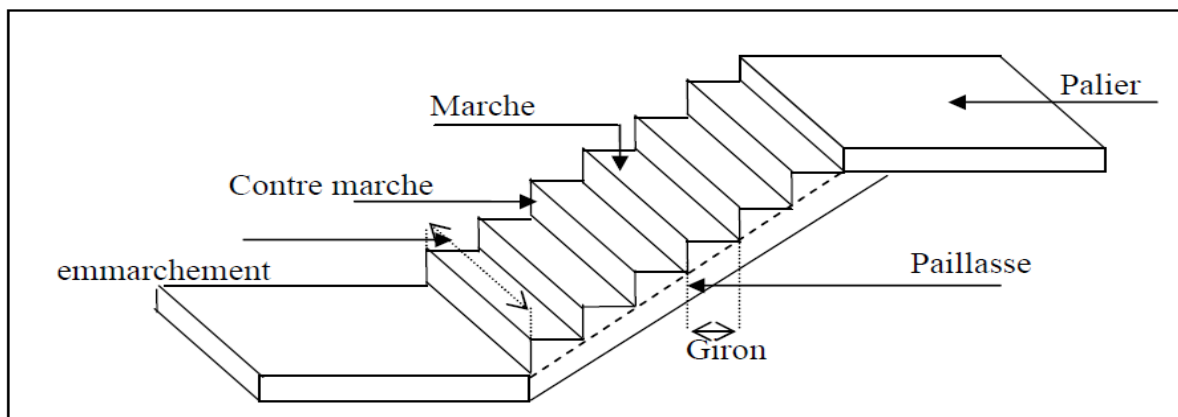 Palier
Marche
Contre marche
emmarchement
Paillasse
Giron